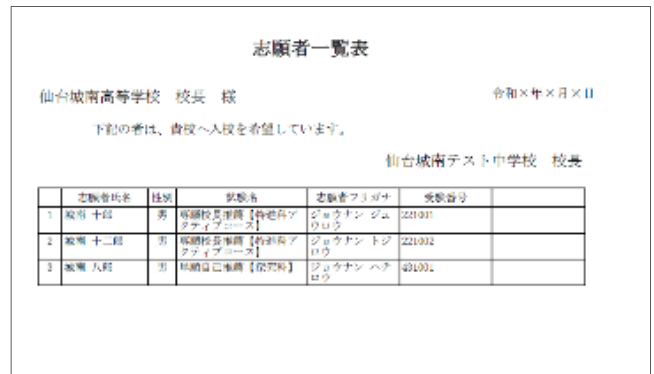 志願者一覧表
仙台城南高等学校 校長 様
令和×年×月×日
下記の者は、貴校へ入校を希望しています。
仙台城南テスト中学校 校長
志願者氏名 性別 試験名 志願者フリガナ 受験番号
1 城南 十郎 男 専願校長推薦【特進科ア ジョウナン ジュ 221001
クティブコース】 ウロウ
2 城南 十二郎 男 専願校長推薦【特進科ア ジョウナン トジ 221002
クティブコース】 ロウ
3 城南 八郎 男 専願自己推薦【探究科】 ジョウナン ハチ 431001
ロウ